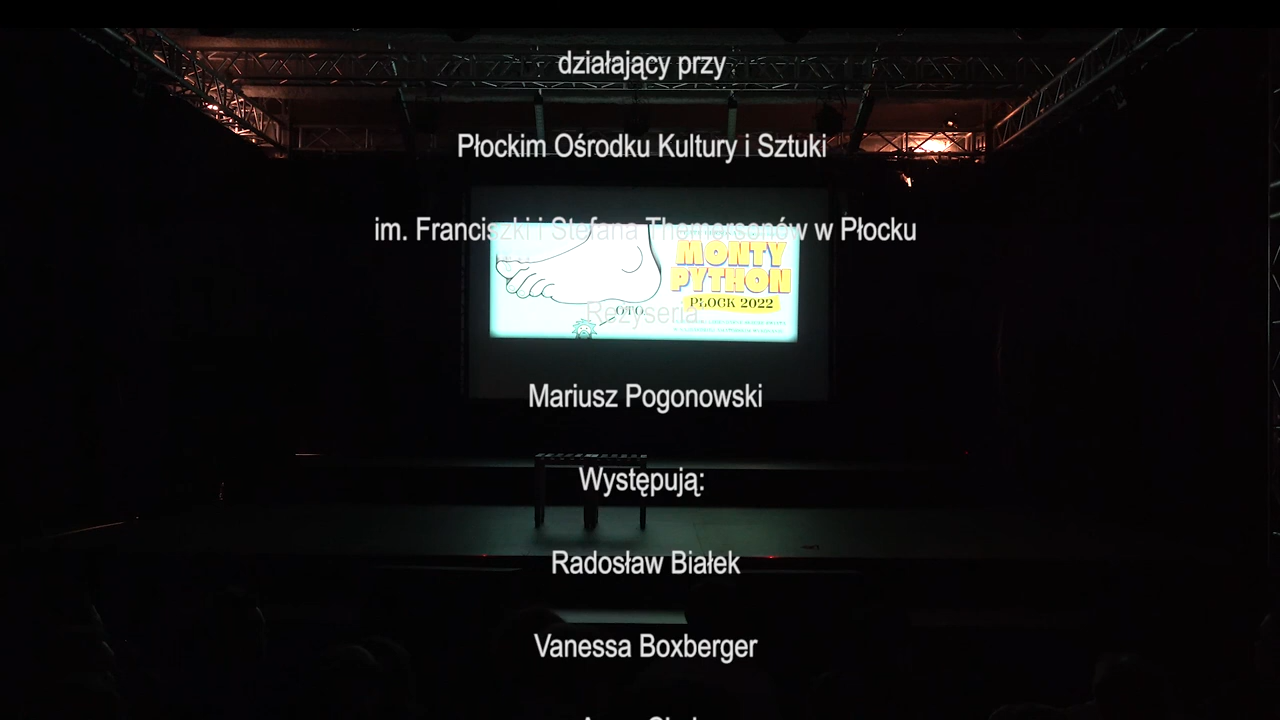 działający przy
Płockim Ośrodku Kultury i Sztuki
im. Franciszki i Stefana Themersonów w Płocku
MONTY
PYTHON
PŁOCK 2022
OTO
Reżyseria
Mariusz Pogonowski
Występują:
Radosław Białek
Vanessa Boxberger